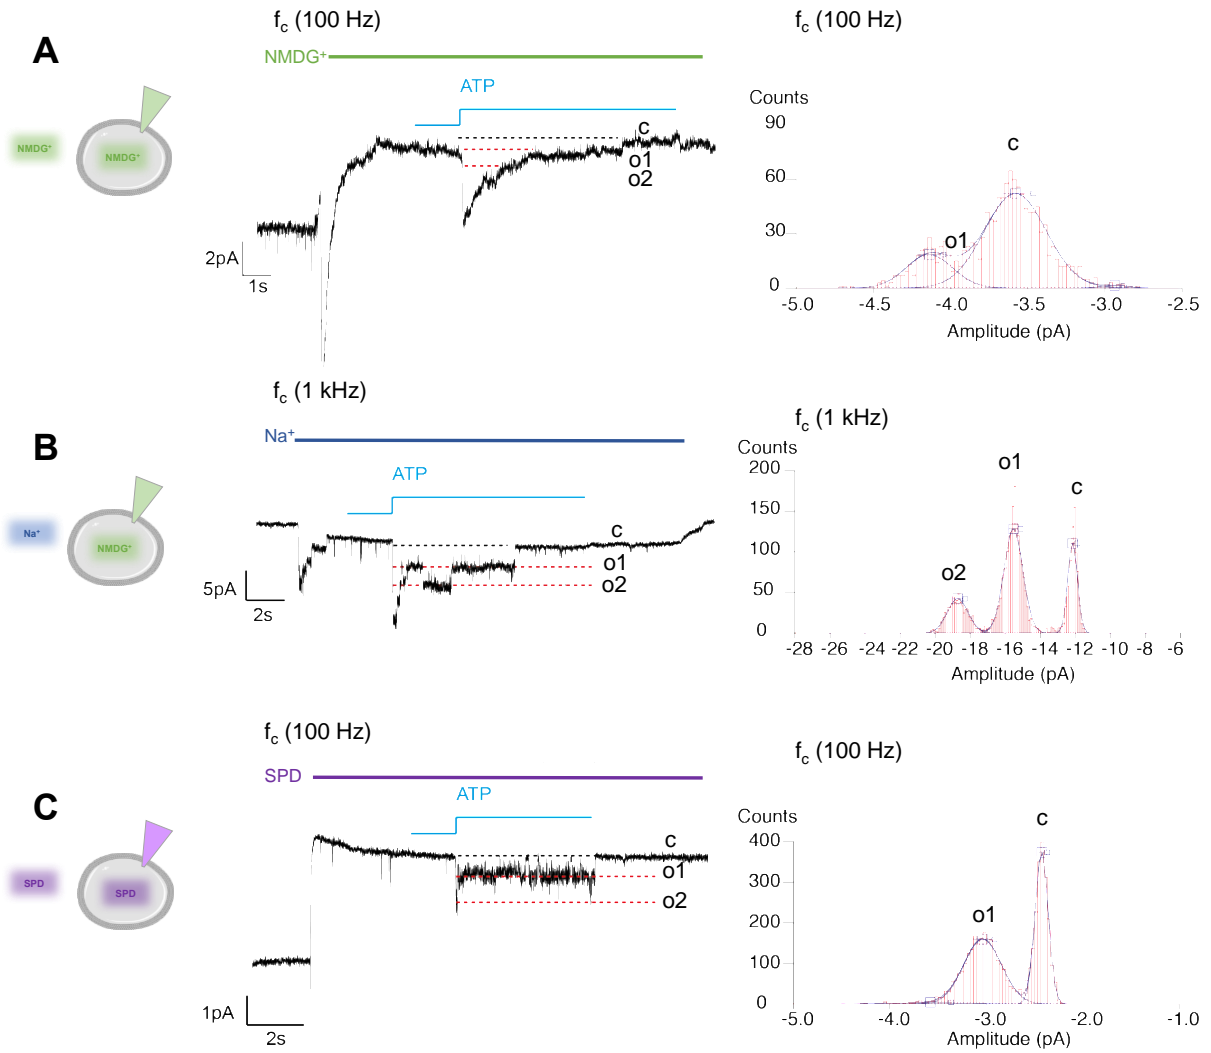 A
f_c (100 Hz)
NMDG⁺
ATP
NMDG⁺
NMDG⁺
c
o1
o2
2pA
1s
f_c (100 Hz)
Counts
90
60
30
0
c
o1
-5.0 -4.5 -4.0 -3.5 -3.0 -2.5
Amplitude (pA)
B
f_c (1 kHz)
Na⁺
ATP
Na⁺
NMDG⁺
c
o1
o2
5pA
2s
f_c (1 kHz)
Counts
200
150
100
50
0
o1
c
o2
-28 -26 -24 -22 -20 -18 -16 -14 -12 -10 -8 -6
Amplitude (pA)
C
f_c (100 Hz)
SPD
ATP
SPD
SPD
c
o1
o2
1pA
2s
f_c (100 Hz)
Counts
400
300
200
100
0
c
o1
-5.0 -4.0 -3.0 -2.0 -1.0
Amplitude (pA)